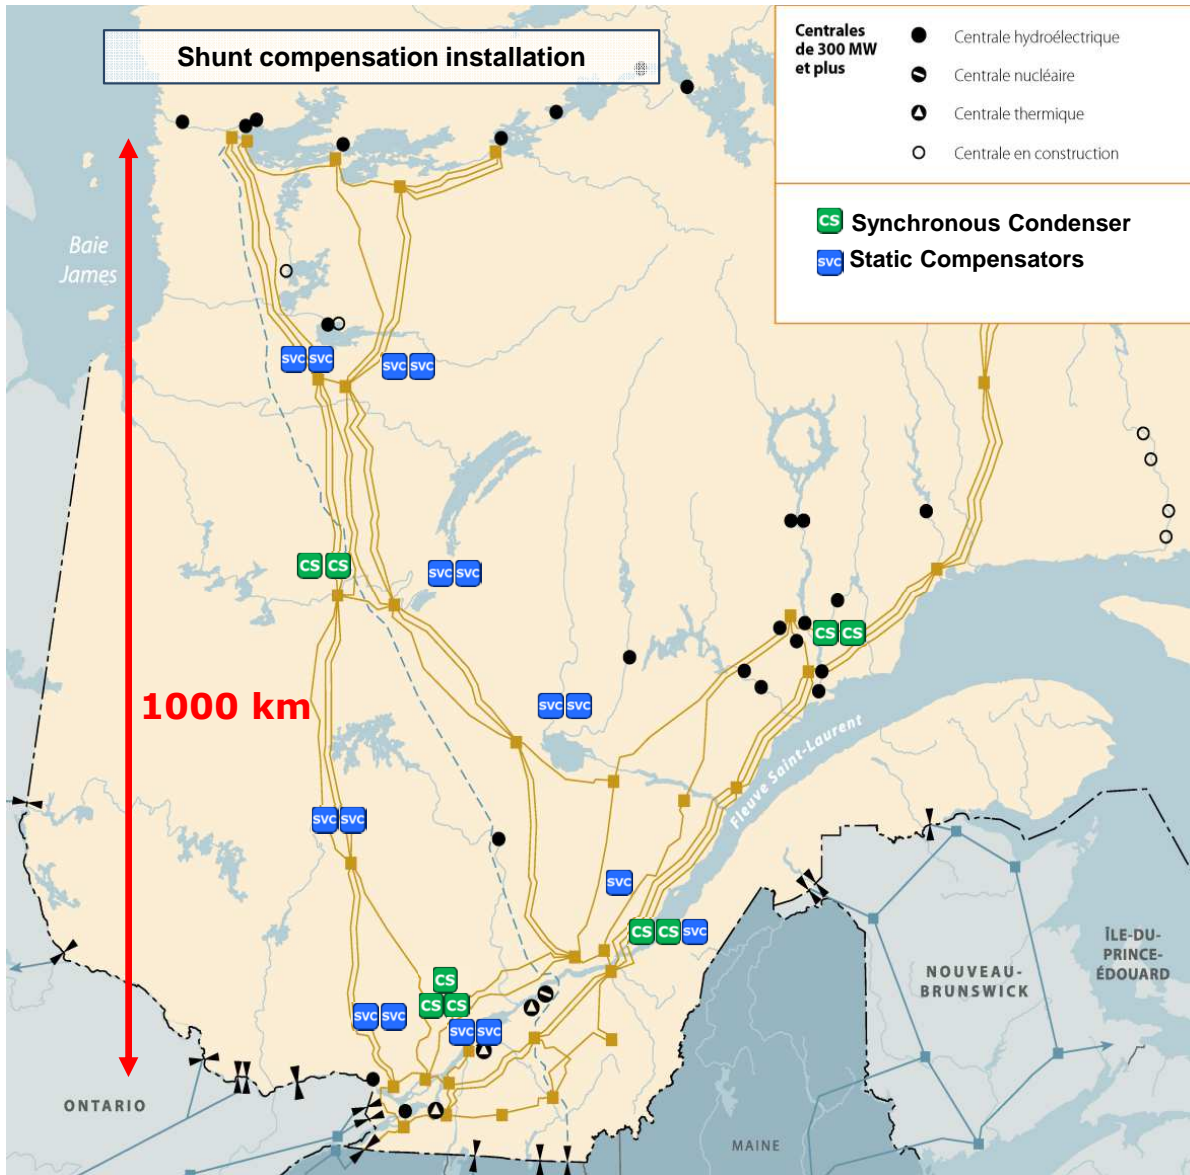 Shunt compensation installation
Centrales
de 300 MW
et plus
Centrale hydroélectrique
Centrale nucléaire
Centrale thermique
Centrale en construction
CS Synchronous Condenser
SVC Static Compensators
Baie
James
SVC SVC
SVC SVC
CS CS
SVC SVC
CS CS
1000 km
SVC SVC
Fleuve Saint-Laurent
SVC SVC
SVC
CS CS SVC
CS
CS CS
SVC SVC
SVC SVC
ÎLE-DU-
PRINCE-
ÉDOUARD
NOUVEAU-
BRUNSWICK
ONTARIO
MAINE